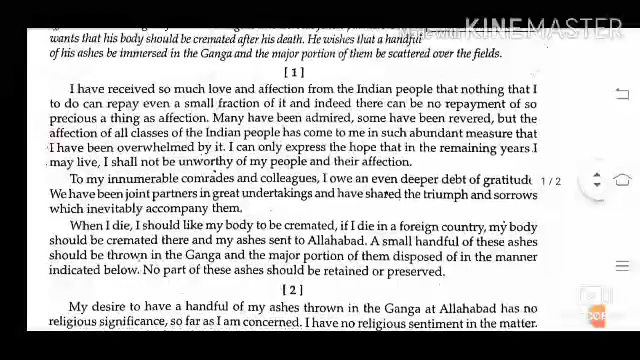 wants that his body should be cremated after his death. He wishes that a handful
of his ashes be immersed in the Ganga and the major portion of them be scattered over the fields.
KINEMASTER
[ 1 ]
I have received so much love and affection from the Indian people that nothing that I
to do can repay even a small fraction of it and indeed there can be no repayment of so
precious a thing as affection. Many have been admired, some have been revered, but the
affection of all classes of the Indian people has come to me in such abundant measure that
I have been overwhelmed by it. I can only express the hope that in the remaining years I
may live, I shall not be unworthy of my people and their affection.
To my innumerable comrades and colleagues, I owe an even deeper debt of gratitude
1/2
We have been joint partners in great undertakings and have shared the triumph and sorrows
which inevitably accompany them.
When I die, I should like my body to be cremated, if I die in a foreign country, my body
should be cremated there and my ashes sent to Allahabad. A small handful of these ashes
should be thrown in the Ganga and the major portion of them disposed of in the manner
indicated below. No part of these ashes should be retained or preserved.
[ 2 ]
My desire to have a handful of my ashes thrown in the Ganga at Allahabad has no
religious significance, so far as I am concerned. I have no religious sentiment in the matter.